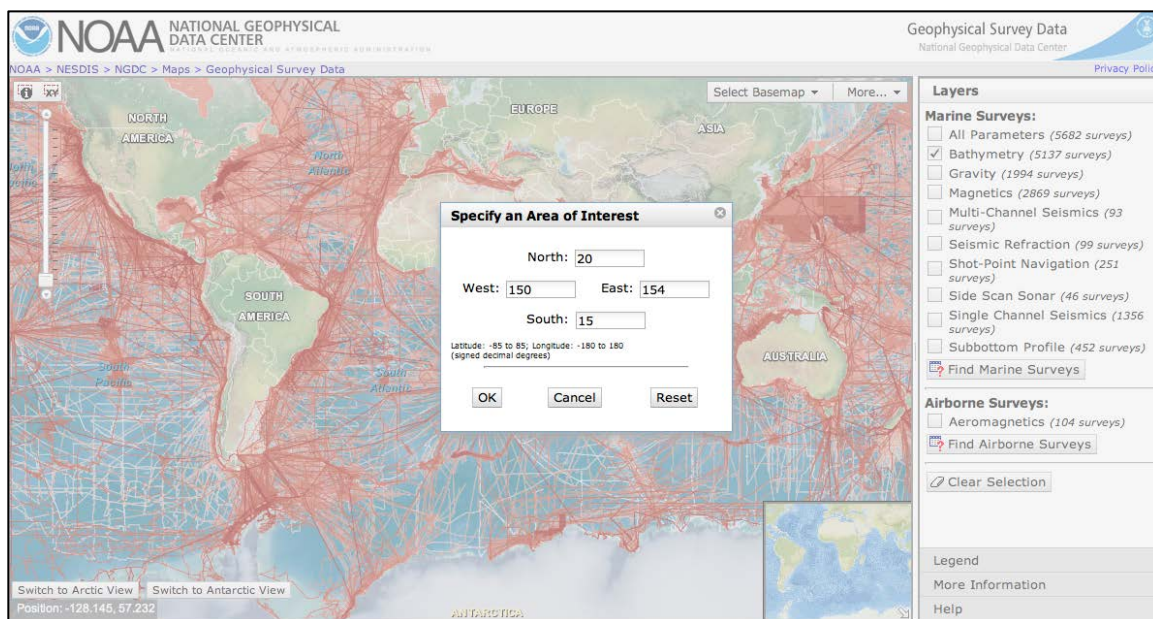 NOAA NATIONAL GEOPHYSICAL
DATA CENTER
NATIONAL OCEANIC AND ATMOSPHERIC ADMINISTRATION
Geophysical Survey Data
National Geophysical Data Center
NOAA > NESDIS > NGDC > Maps > Geophysical Survey Data
Privacy Polic
XY
Select Basemap
More...
NORTH
AMERICA
EUROPE
ASIA
North
Atlantic
SOUTH
AMERICA
AUSTRALIA
South
Pacific
South
Atlantic
ANTARCTICA
Specify an Area of Interest
North: 20
West: 150 East: 154
South: 15
Latitude: -85 to 85; Longitude: -180 to 180
(signed decimal degrees)
OK Cancel Reset
Switch to Arctic View Switch to Antarctic View
Position: -128.145, 57.232
Layers
Marine Surveys:
All Parameters (5682 surveys)
Bathymetry (5137 surveys)
Gravity (1994 surveys)
Magnetics (2869 surveys)
Multi-Channel Seismics (93
surveys)
Seismic Refraction (99 surveys)
Shot-Point Navigation (251
surveys)
Side Scan Sonar (46 surveys)
Single Channel Seismics (1356
surveys)
Subbottom Profile (452 surveys)
Find Marine Surveys
Airborne Surveys:
Aeromagnetics (104 surveys)
Find Airborne Surveys
Clear Selection
Legend
More Information
Help